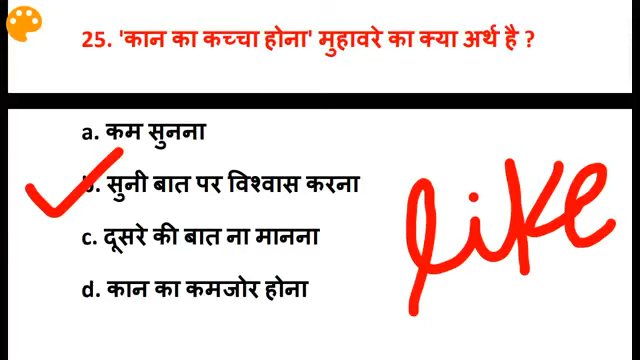 25. 'कान का कच्चा होना' मुहावरे का क्या अर्थ है ?
a. कम सुनना
b. सुनी बात पर विश्वास करना
c. दूसरे की बात ना मानना
d. कान का कमजोर होना
like